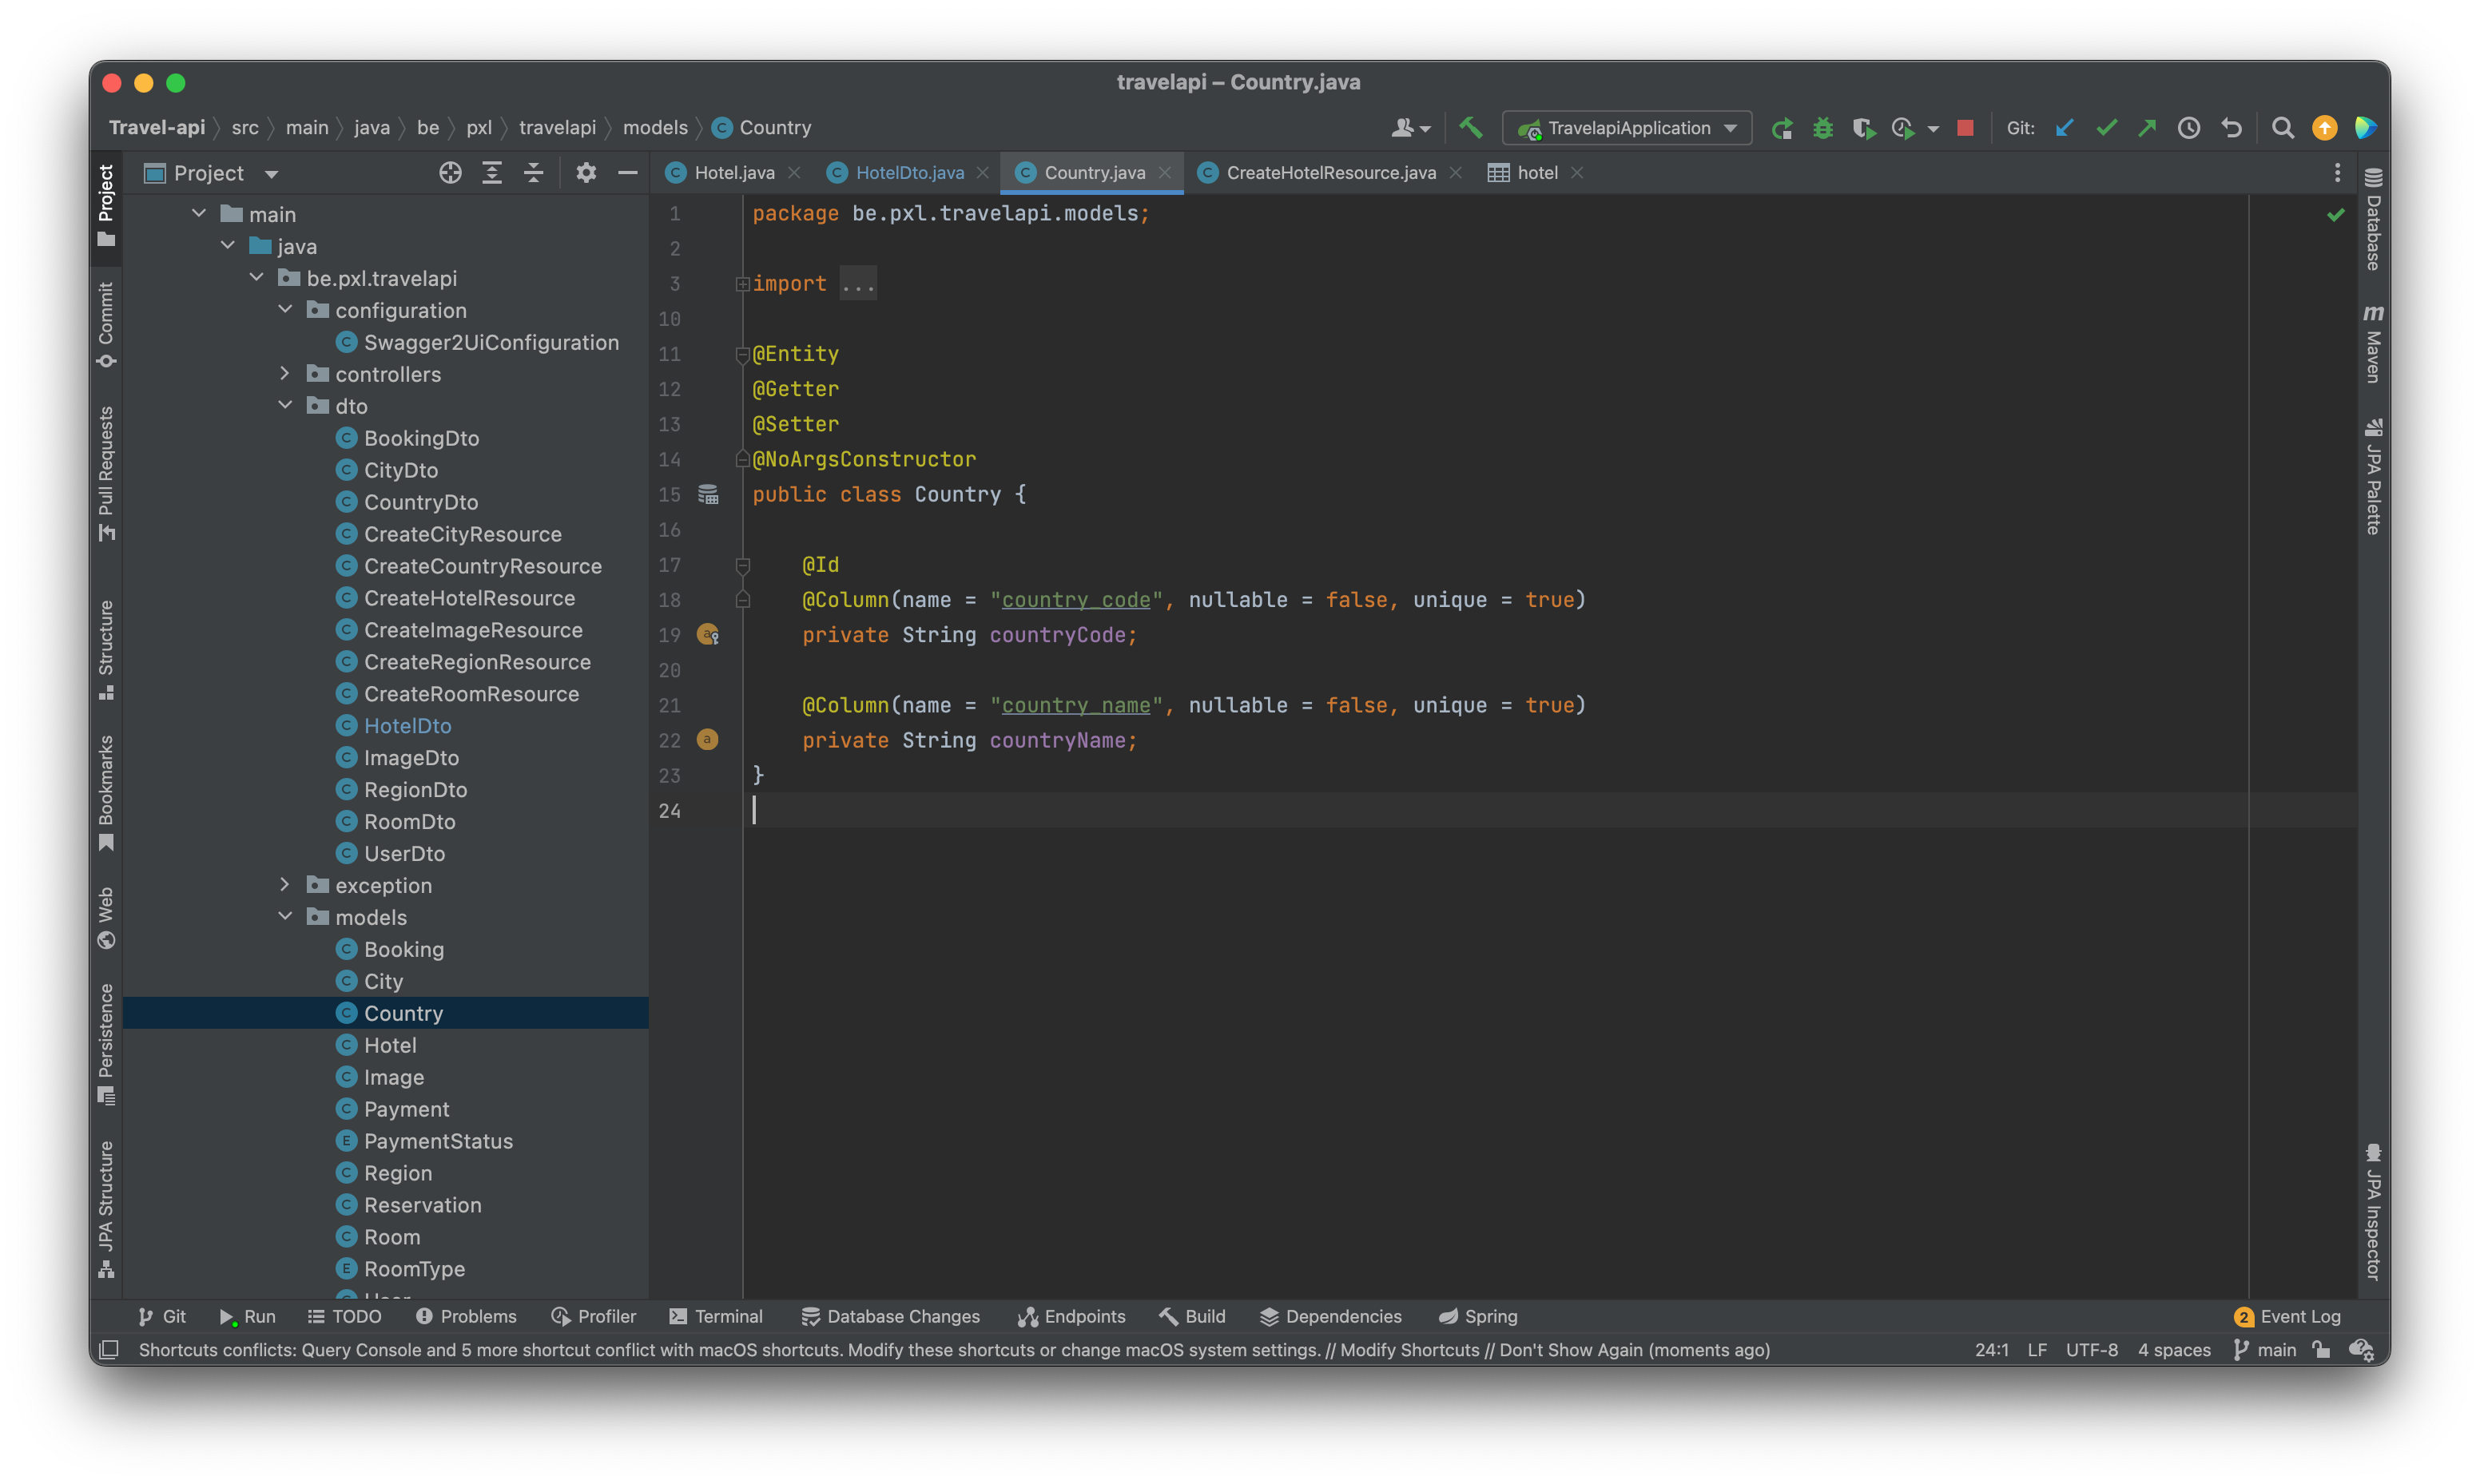 travelapi – Country.java
Travel-api src main java be pxl travelapi models Country
TravelapiApplication
Git:
Project
Hotel.java
HotelDto.java
Country.java
CreateHotelResource.java
hotel
Project
Commit
Pull Requests
Structure
Bookmarks
Web
Persistence
JPA Structure
main
java
be.pxl.travelapi
configuration
Swagger2UiConfiguration
controllers
dto
BookingDto
CityDto
CountryDto
CreateCityResource
CreateCountryResource
CreateHotelResource
CreateImageResource
CreateRegionResource
CreateRoomResource
HotelDto
ImageDto
RegionDto
RoomDto
UserDto
exception
models
Booking
City
Country
Hotel
Image
Payment
PaymentStatus
Region
Reservation
Room
RoomType
1 package be.pxl.travelapi.models;
2
3 import ...
10
11 @Entity
12 @Getter
13 @Setter
14 @NoArgsConstructor
15 public class Country {
16
17 @Id
18 @Column(name = "country_code", nullable = false, unique = true)
19 private String countryCode;
20
21 @Column(name = "country_name", nullable = false, unique = true)
22 private String countryName;
23 }
24
Database
Maven
JPA Palette
JPA Inspector
Git Run TODO Problems Profiler Terminal Database Changes Endpoints Build Dependencies Spring 2 Event Log
Shortcuts conflicts: Query Console and 5 more shortcut conflict with macOS shortcuts. Modify these shortcuts or change macOS system settings. // Modify Shortcuts // Don't Show Again (moments ago) 24:1 LF UTF-8 4 spaces main